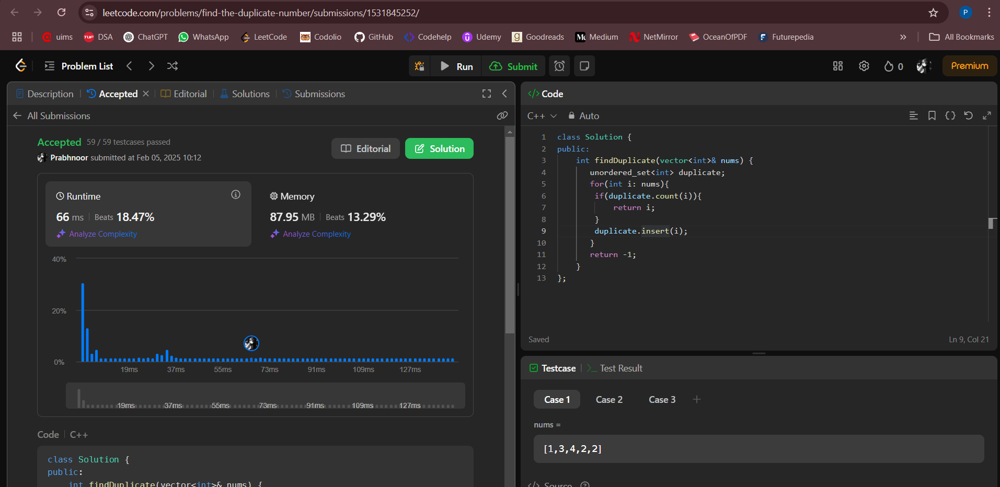 leetcode.com/problems/find-the-duplicate-number/submissions/1531845252/
P
uims TUF DSA ChatGPT WhatsApp LeetCode Codolio GitHub Codehelp Udemy g Goodreads Medium NetMirror OceanOfPDF F Futurepedia » All Bookmarks
Problem List Run Submit 0 Premium
Description Accepted Editorial Solutions Submissions
All Submissions
Accepted 59 / 59 testcases passed
Prabhnoor submitted at Feb 05, 2025 10:12
Editorial Solution
Runtime
66 ms Beats 18.47%
Analyze Complexity
Memory
87.95 MB Beats 13.29%
Analyze Complexity
40%
20%
0%
19ms 37ms 55ms 73ms 91ms 109ms 127ms
19ms 37ms 55ms 73ms 91ms 109ms 127ms
Code C++
class Solution {
public:
int findDuplicate(vector<int>& nums) {
</> Code
C++ Auto
1 class Solution {
2 public:
3 int findDuplicate(vector<int>& nums) {
4 unordered_set<int> duplicate;
5 for(int i: nums){
6 if(duplicate.count(i)){
7 return i;
8 }
9 duplicate.insert(i);
10 }
11 return -1;
12 }
13 };
Saved Ln 9, Col 21
Testcase >_ Test Result
Case 1 Case 2 Case 3 +
nums =
[1,3,4,2,2]
</> Source ?